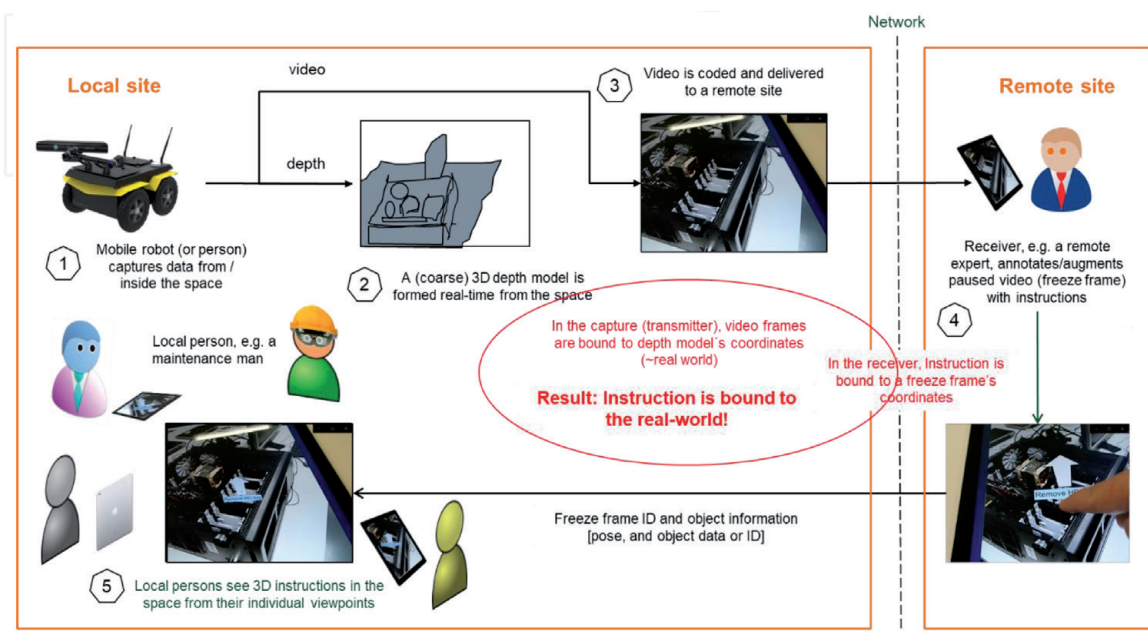 Network
Local site
video
3
Video is coded and delivered
to a remote site
Remote site
depth
1
Mobile robot (or person)
captures data from /
inside the space
2
A (coarse) 3D depth model is
formed real-time from the space
Receiver, e.g. a remote
expert, annotates/augments
paused video (freeze frame)
with instructions
4
Local person, e.g. a
maintenance man
In the capture (transmitter), video frames
are bound to depth model´s coordinates
(~real world)
Result: Instruction is bound to
the real-world!
In the receiver, Instruction is
bound to a freeze frame's
coordinates
Remove
Freeze frame ID and object information
[pose, and object data or ID]
5
Local persons see 3D instructions in the
space from their individual viewpoints